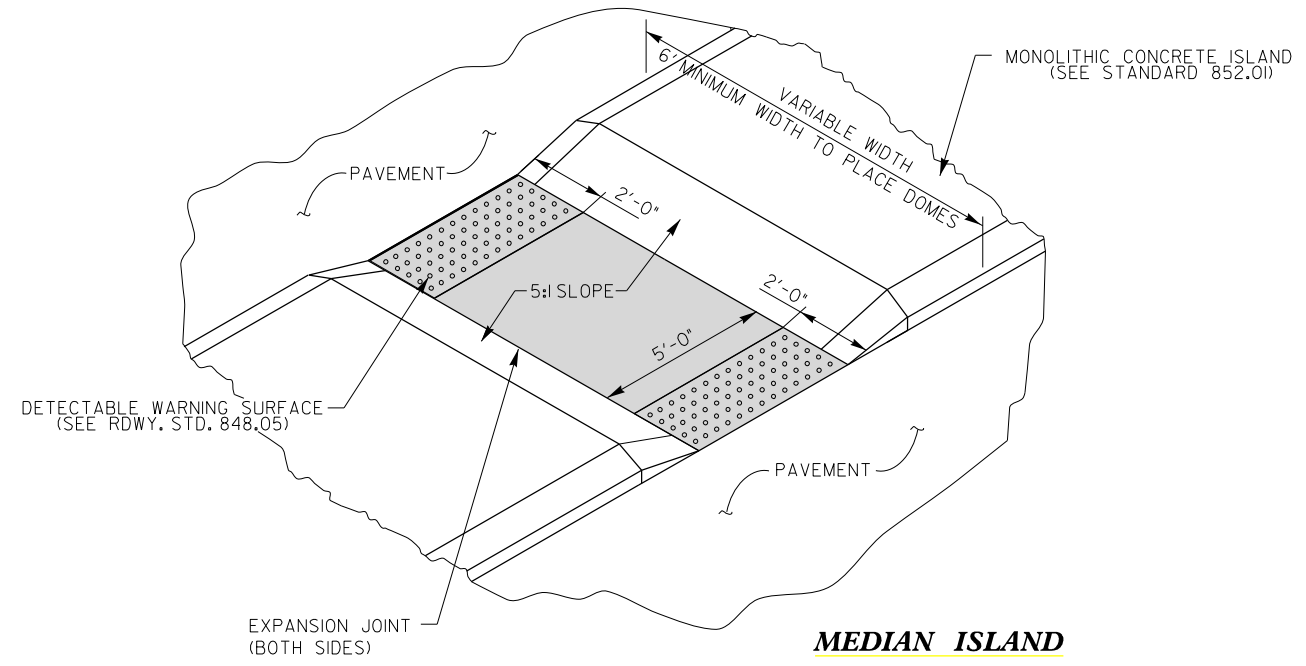 MONOLITHIC CONCRETE ISLAND
(SEE STANDARD 852.01)
VARIABLE WIDTH
6' MINIMUM WIDTH TO PLACE DOMES
PAVEMENT
2'-0"
5:1 SLOPE
2'-0"
5'-0"
DETECTABLE WARNING SURFACE
(SEE RDWY. STD. 848.05)
PAVEMENT
EXPANSION JOINT
(BOTH SIDES)
MEDIAN ISLAND